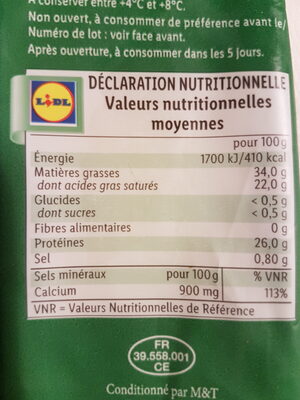 A conserver entre +4°C et +8°C.
Non ouvert, à consommer de préférence avant le/
Numéro de lot : voir face avant.
Après ouverture, à consommer dans les 5 jours.
LIDL
DÉCLARATION NUTRITIONNELLE
Valeurs nutritionnelles
moyennes
pour 100g
Énergie 1700 kJ/410 kcal
Matières grasses 34,0 g
dont acides gras saturés 22,0 g
Glucides < 0,5 g
dont sucres < 0,5 g
Fibres alimentaires 0 g
Protéines 26,0 g
Sel 0,80 g
Sels minéraux pour 100g % VNR
Calcium 900 mg 113%
VNR = Valeurs Nutritionnelles de Référence
FR
39.558.001
CE
Conditionné par M&T